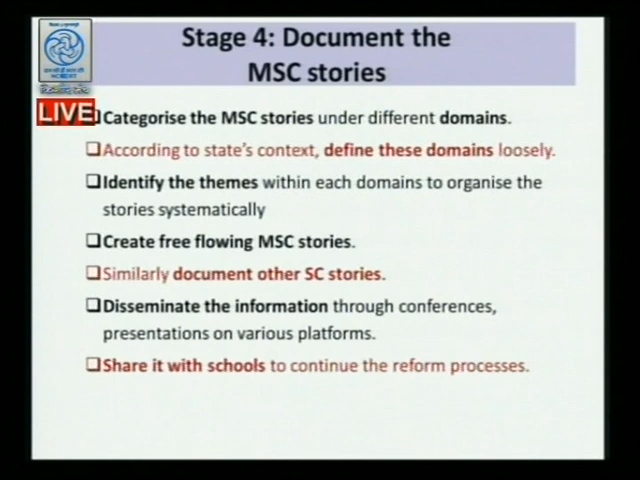 Stage 4: Document the
MSC stories
NCERT
LIVE
Categorise the MSC stories under different domains.
According to state's context, define these domains loosely.
Identify the themes within each domains to organise the
stories systematically
Create free flowing MSC stories.
Similarly document other SC stories.
Disseminate the information through conferences,
presentations on various platforms.
Share it with schools to continue the reform processes.